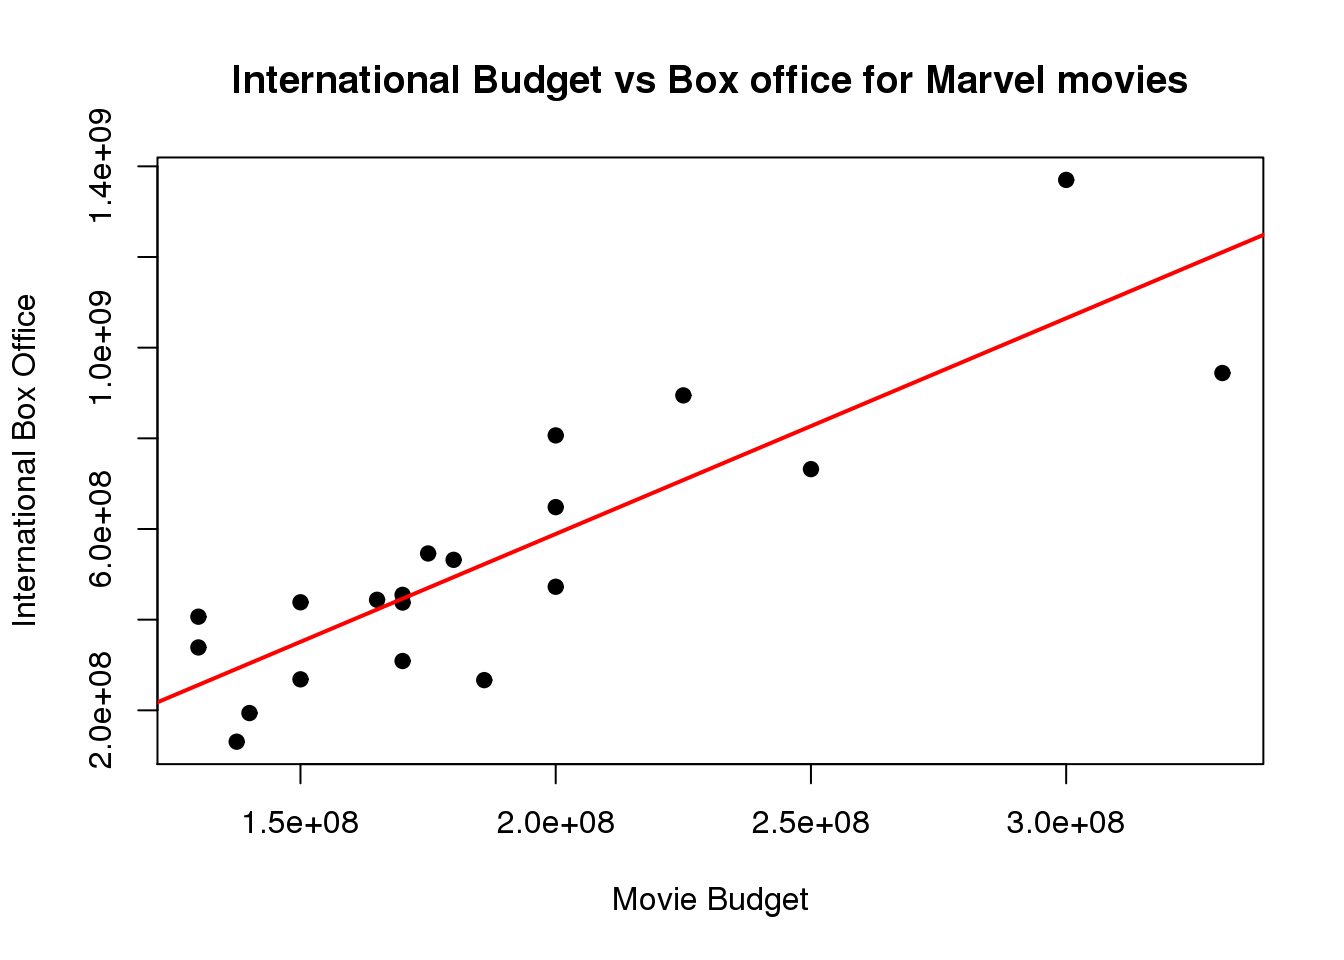 International Budget vs Box office for Marvel movies
International Box Office
1.4e+09
1.0e+09
6.0e+08
2.0e+08
1.5e+08 2.0e+08 2.5e+08 3.0e+08
Movie Budget